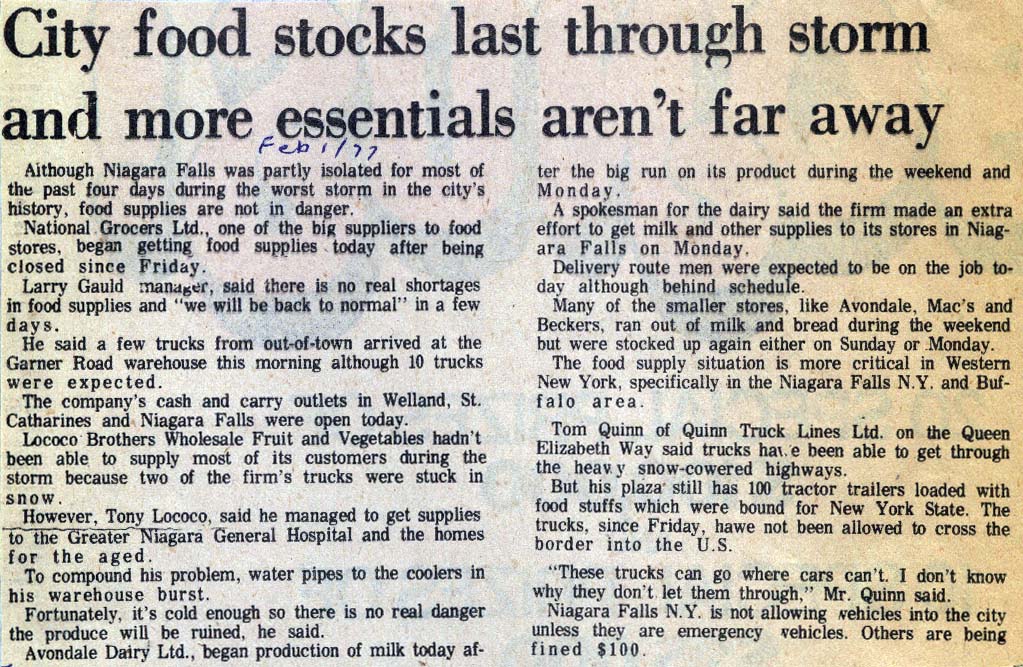 City food stocks last through storm
and more essentials aren't far away
Feb 1/77
Although Niagara Falls was partly isolated for most of
the past four days during the worst storm in the city's
history, food supplies are not in danger.
National Grocers Ltd., one of the big suppliers to food
stores, began getting food supplies today after being
closed since Friday.
Larry Gauld manager, said there is no real shortages
in food supplies and "we will be back to normal" in a few
days.
He said a few trucks from out-of-town arrived at the
Garner Road warehouse this morning although 10 trucks
were expected.
The company's cash and carry outlets in Welland, St.
Catharines and Niagara Falls were open today.
Lococo Brothers Wholesale Fruit and Vegetables hadn't
been able to supply most of its customers during the
storm because two of the firm's trucks were stuck in
snow.
However, Tony Lococo, said he managed to get supplies
to the Greater Niagara General Hospital and the homes
for the aged.
To compound his problem, water pipes to the coolers in
his warehouse burst.
Fortunately, it's cold enough so there is no real danger
the produce will be ruined, he said.
Avondale Dairy Ltd., began production of milk today af-
ter the big run on its product during the weekend and
Monday.
A spokesman for the dairy said the firm made an extra
effort to get milk and other supplies to its stores in Niag-
ara Falls on Monday.
Delivery route men were expected to be on the job to-
day although behind schedule.
Many of the smaller stores, like Avondale, Mac's and
Beckers, ran out of milk and bread during the weekend
but were stocked up again either on Sunday or Monday.
The food supply situation is more critical in Western
New York, specifically in the Niagara Falls N.Y. and Buf-
falo area.
Tom Quinn of Quinn Truck Lines Ltd. on the Queen
Elizabeth Way said trucks have been able to get through
the heavy snow-cowered highways.
But his plaza still has 100 tractor trailers loaded with
food stuffs which were bound for New York State. The
trucks, since Friday, hawe not been allowed to cross the
border into the U.S.
"These trucks can go where cars can't. I don't know
why they don't let them through," Mr. Quinn said.
Niagara Falls N.Y. is not allowing vehicles into the city
unless they are emergency vehicles. Others are being
fined $100.